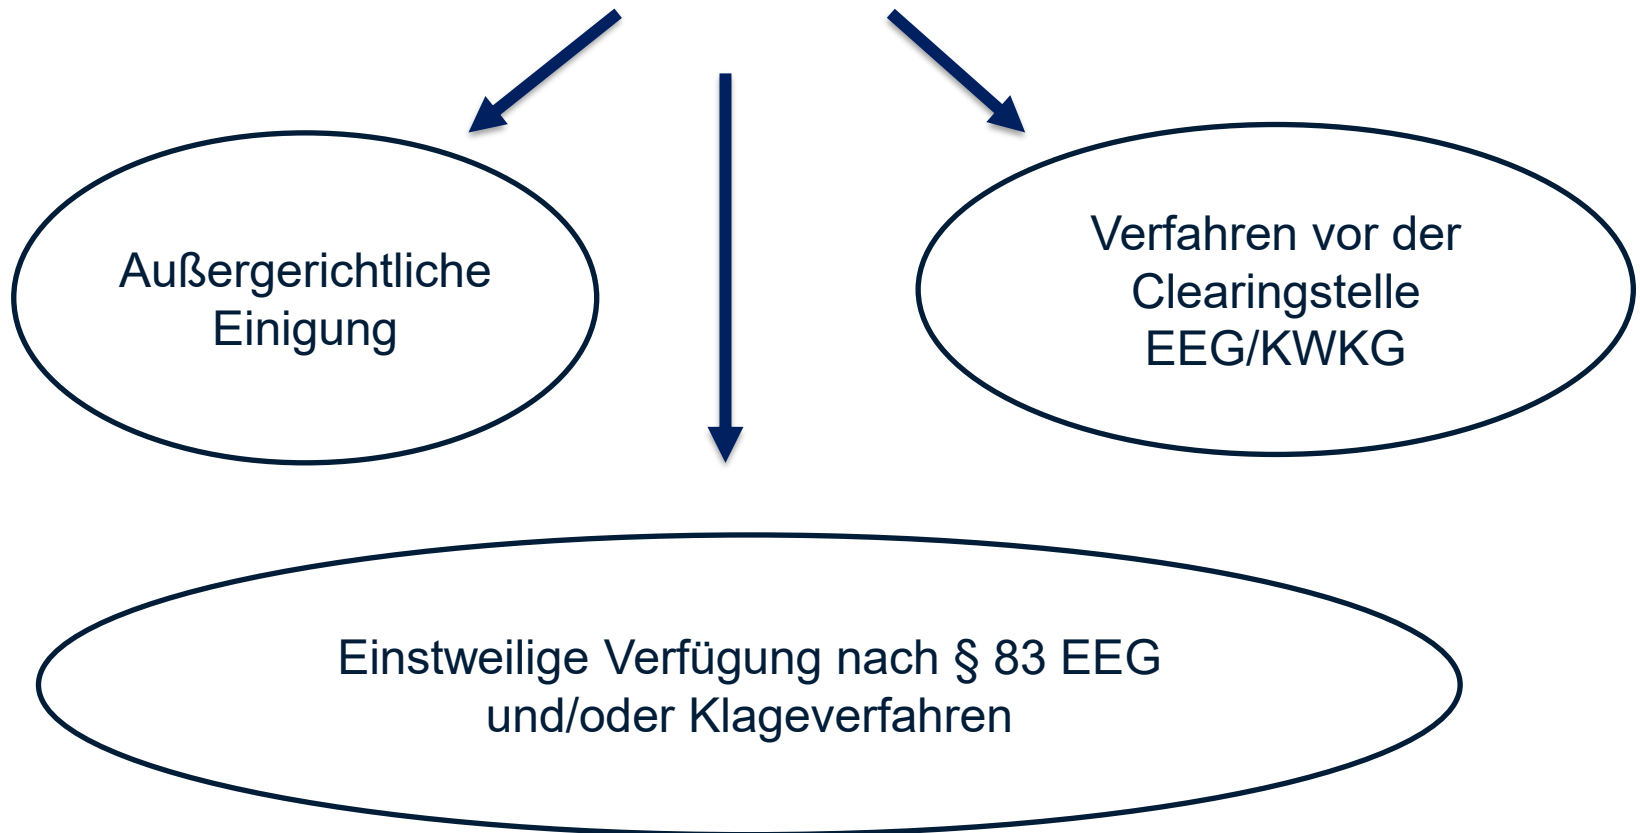 Außergerichtliche
Einigung
Verfahren vor der
Clearingstelle
EEG/KWKG
Einstweilige Verfügung nach § 83 EEG
und/oder Klageverfahren